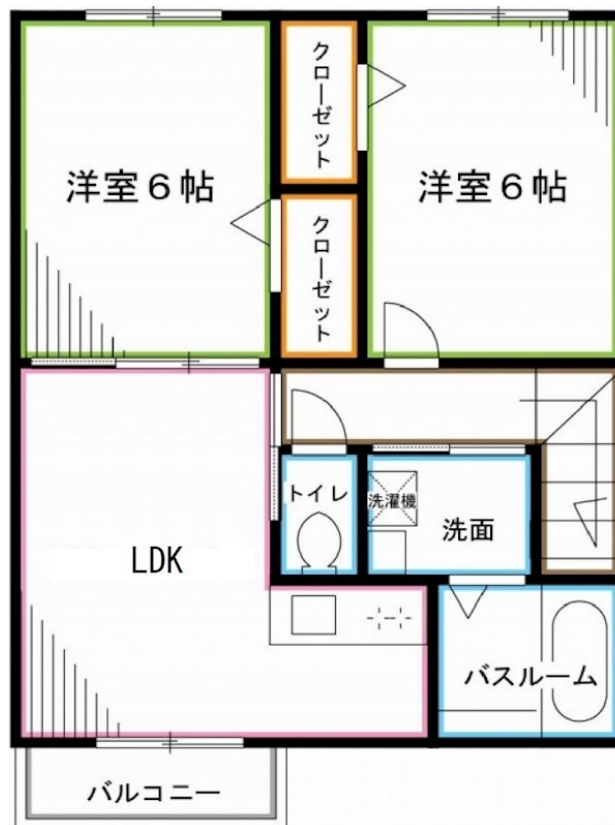 クローゼット
洋室６帖
洋室６帖
クローゼット
トイレ
洗濯機
洗面
LDK
バスルーム
バルコニー